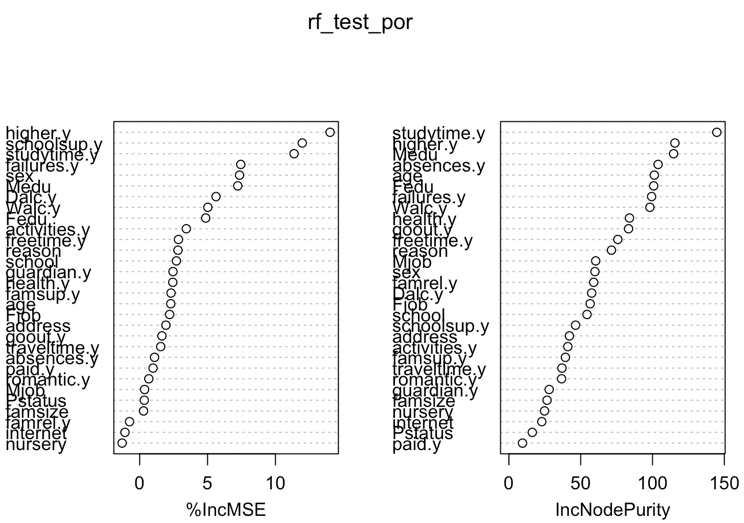 rf_test_por
higher.y
schoolsup.y
studytime.y
failures.y
sex
Medu
Dalc.y
Walc.y
Fedu
activities.y
freetime.y
reason
school
guardian.y
health.y
famsup.y
age
Fjob
address
goout.y
traveltime.y
absences.y
paid.y
romantic.y
Mjob
Pstatus
famsize
famrel.y
internet
nursery
0 5 10
%IncMSE
studytime.y
higher.y
Medu
absences.y
age
Fedu
failures.y
Walc.y
health.y
goout.y
freetime.y
reason
Mjob
sex
famrel.y
Dalc.y
Fjob
school
schoolsup.y
address
activities.y
famsup.y
traveltime.y
romantic.y
guardian.y
famsize
nursery
internet
Pstatus
paid.y
0 50 100 150
IncNodePurity